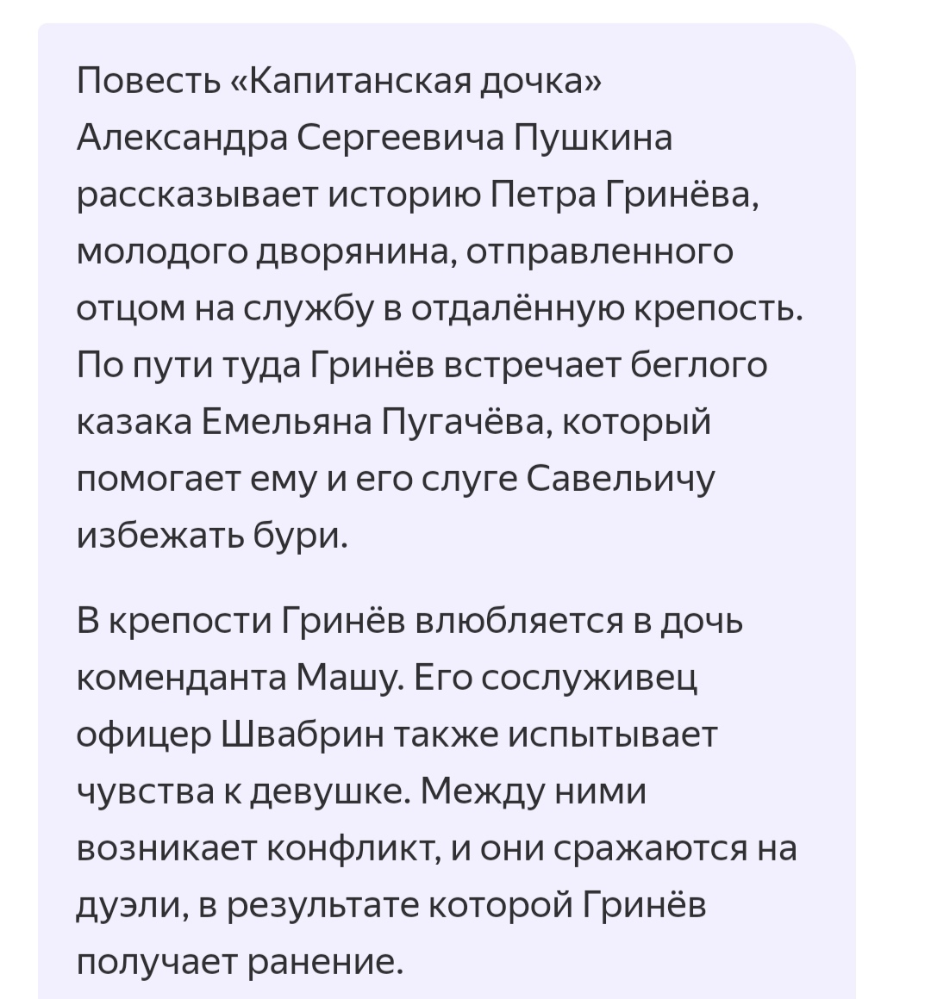 Повесть «Капитанская дочка»
Александра Сергеевича Пушкина
рассказывает историю Петра Гринёва,
молодого дворянина, отправленного
отцом на службу в отдалённую крепость.
По пути туда Гринёв встречает беглого
казака Емельяна Пугачёва, который
помогает ему и его слуге Савельичу
избежать бури.
В крепости Гринёв влюбляется в дочь
коменданта Машу. Его сослуживец
офицер Швабрин также испытывает
чувства к девушке. Между ними
возникает конфликт, и они сражаются на
дуэли, в результате которой Гринёв
получает ранение.